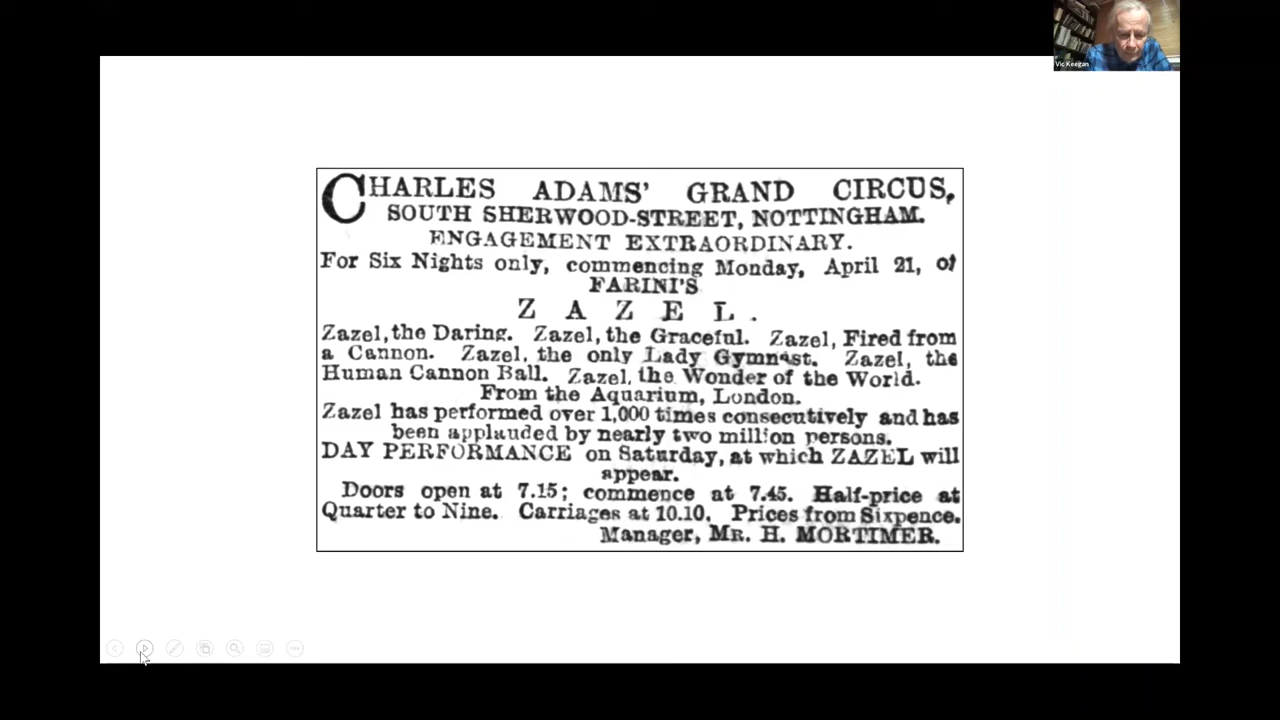 Vic Keegan
CHARLES ADAMS' GRAND CIRCUS,
SOUTH SHERWOOD-STREET, NOTTINGHAM.
ENGAGEMENT EXTRAORDINARY.
For Six Nights only, commencing Monday, April 21, of
FARINI'S
ZAZEL.
Zazel, the Daring. Zazel, the Graceful. Zazel, Fired from
a Cannon. Zazel, the only Lady Gymnast. Zazel, the
Human Cannon Ball. Zazel, the Wonder of the World.
From the Aquarium, London.
Zazel has performed over 1,000 times consecutively and has
been applauded by nearly two million persons.
DAY PERFORMANCE on Saturday, at which ZAZEL will
appear.
Doors open at 7.15; commence at 7.45. Half-price at
Quarter to Nine. Carriages at 10.10. Prices from Sixpence.
Manager, MR. H. MORTIMER.